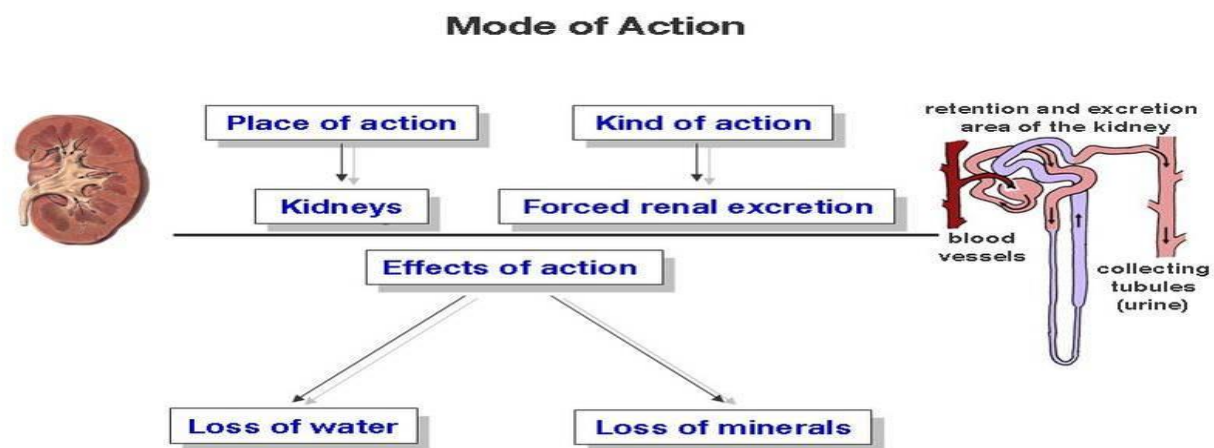 Mode of Action
Place of action
Kind of action
retention and excretion
area of the kidney
Kidneys
Forced renal excretion
blood
vessels
Effects of action
collecting
tubules
(urine)
Loss of water
Loss of minerals